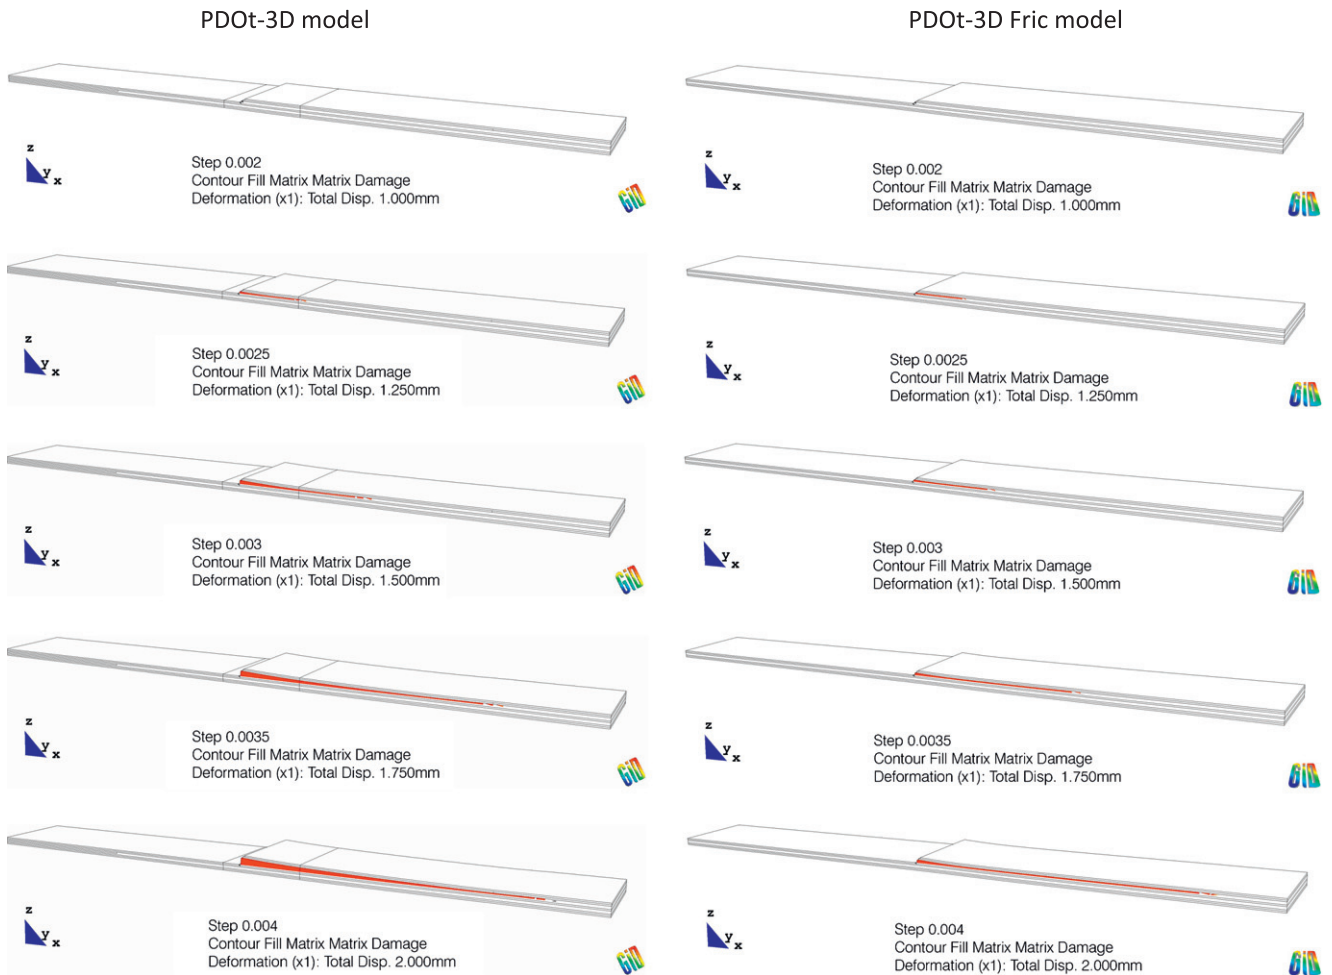 PDOt-3D model
PDOt-3D Fric model
z
y
x
Step 0.002
Contour Fill Matrix Matrix Damage
Deformation (x1): Total Disp. 1.000mm
GiD
z
y
x
Step 0.002
Contour Fill Matrix Matrix Damage
Deformation (x1): Total Disp. 1.000mm
GiD
z
y
x
Step 0.0025
Contour Fill Matrix Matrix Damage
Deformation (x1): Total Disp. 1.250mm
GiD
z
y
x
Step 0.0025
Contour Fill Matrix Matrix Damage
Deformation (x1): Total Disp. 1.250mm
GiD
z
y
x
Step 0.003
Contour Fill Matrix Matrix Damage
Deformation (x1): Total Disp. 1.500mm
GiD
z
y
x
Step 0.003
Contour Fill Matrix Matrix Damage
Deformation (x1): Total Disp. 1.500mm
GiD
z
y
x
Step 0.0035
Contour Fill Matrix Matrix Damage
Deformation (x1): Total Disp. 1.750mm
GiD
z
y
x
Step 0.0035
Contour Fill Matrix Matrix Damage
Deformation (x1): Total Disp. 1.750mm
GiD
z
y
x
Step 0.004
Contour Fill Matrix Matrix Damage
Deformation (x1): Total Disp. 2.000mm
GiD
z
y
x
Step 0.004
Contour Fill Matrix Matrix Damage
Deformation (x1): Total Disp. 2.000mm
GiD